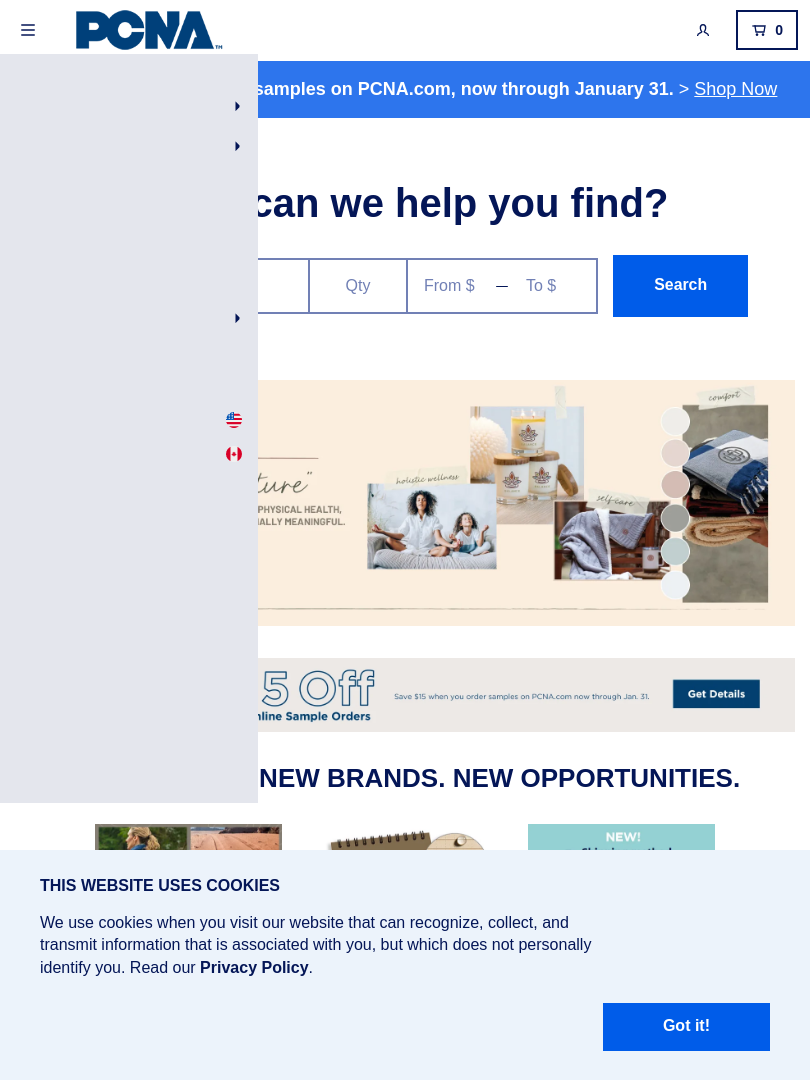 PCNA™
0
samples on PCNA.com, now through January 31. > Shop Now
can we help you find?
Qty
From $
To $
Search
comfort
ture”
holistic wellness
selfcare
PHYSICAL HEALTH,
MEANINGFUL.
5 Off
Online Sample Orders
Save $15 when you order samples on PCNA.com now through Jan. 31.
Get Details
NEW BRANDS. NEW OPPORTUNITIES.
NEW!
THIS WEBSITE USES COOKIES
We use cookies when you visit our website that can recognize, collect, and
transmit information that is associated with you, but which does not personally
identify you. Read our Privacy Policy.
Got it!